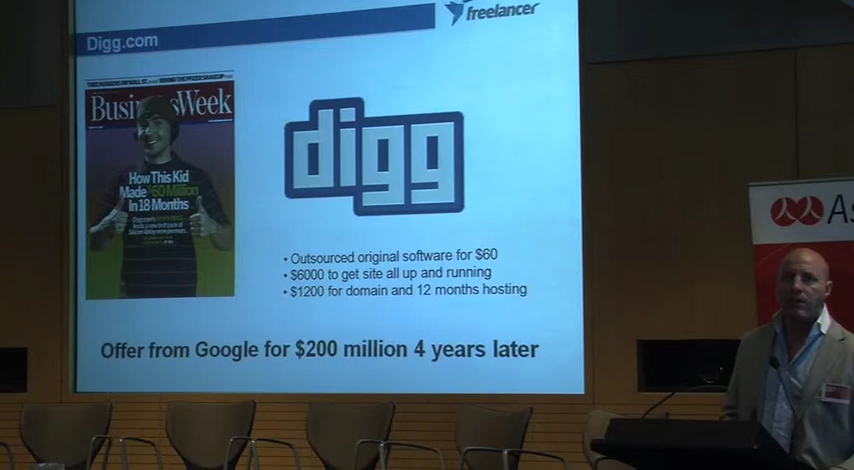 freelancer
Digg.com
BusinessWeek
How This Kid
Made $60 Million
In 18 Months
digg
• Outsourced original software for $60
• $6000 to get site all up and running
• $1200 for domain and 12 months hosting
Offer from Google for $200 million 4 years later
As